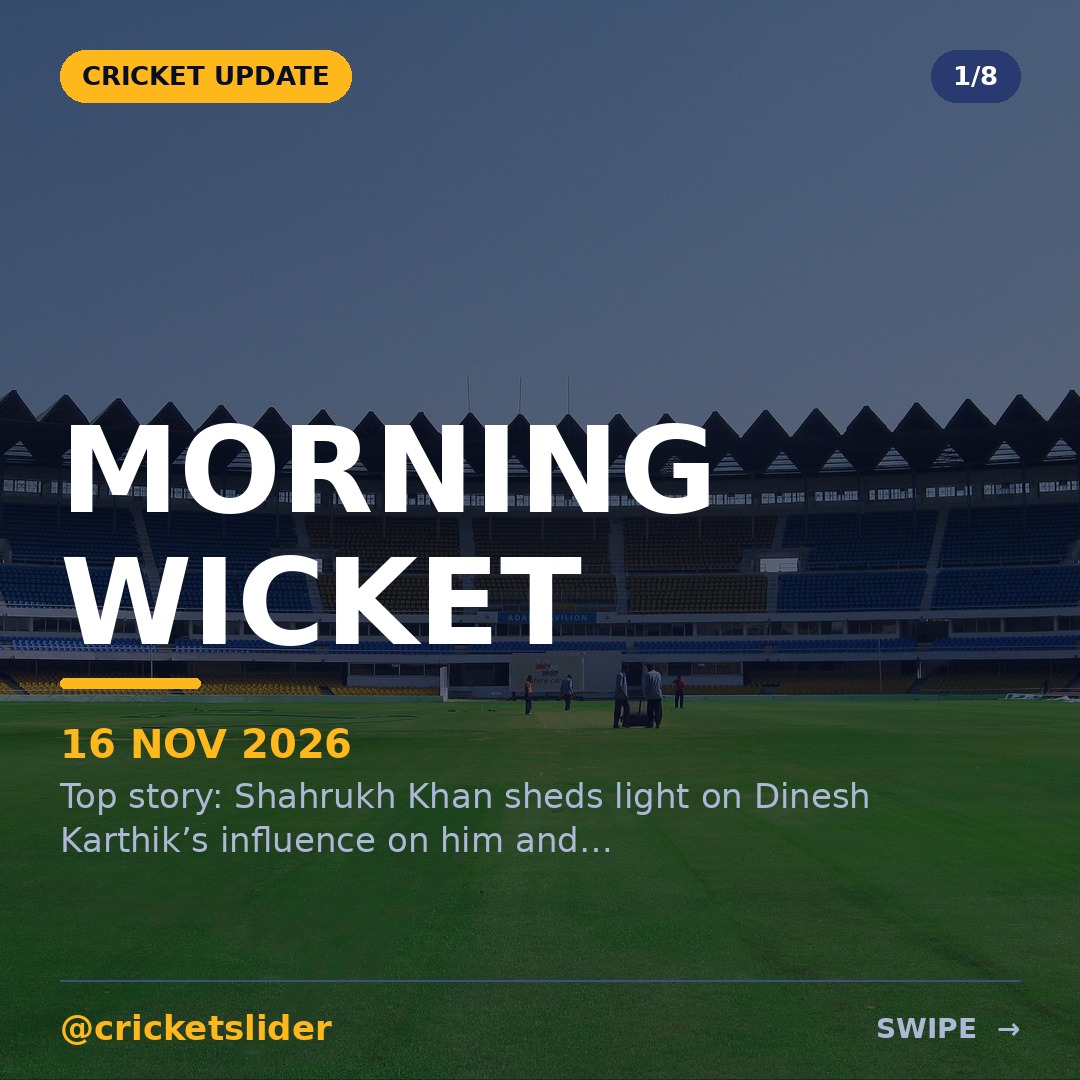 CRICKET UPDATE
1/8
MORNING
WICKET
16 NOV 2026
Top story: Shahrukh Khan sheds light on Dinesh
Karthik’s influence on him and...
@cricketslider
SWIPE →